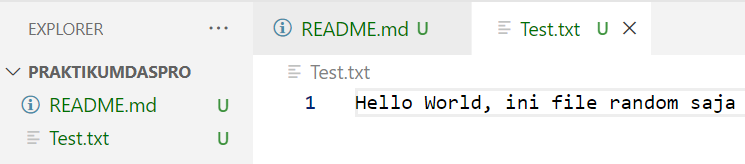 EXPLORER ...
README.md U
Test.txt U
PRAKTIKUMDASPRO
README.md U
Test.txt U
Test.txt
1 Hello World, ini file random saja